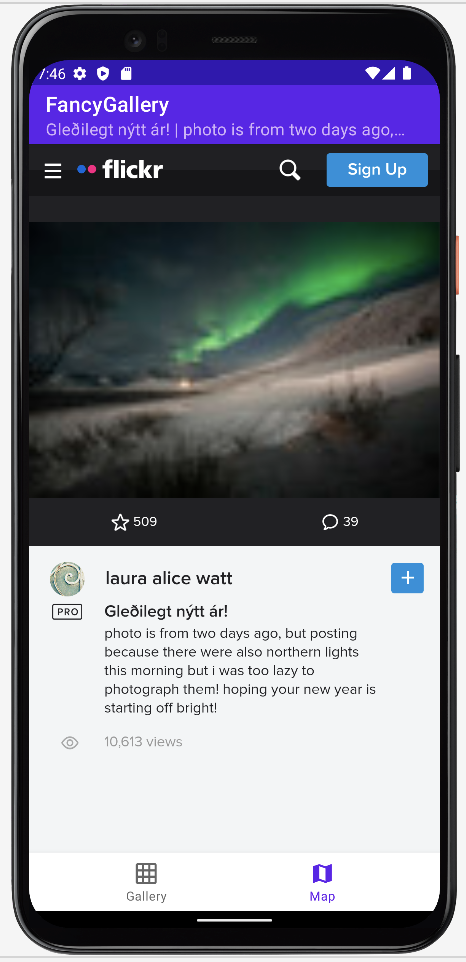 7:46
FancyGallery
Gleðilegt nýtt ár! | photo is from two days ago,...
flickr
Sign Up
509
39
laura alice watt
PRO
Gleðilegt nýtt ár!
photo is from two days ago, but posting
because there were also northern lights
this morning but i was too lazy to
photograph them! hoping your new year is
starting off bright!
10,613 views
Gallery
Map